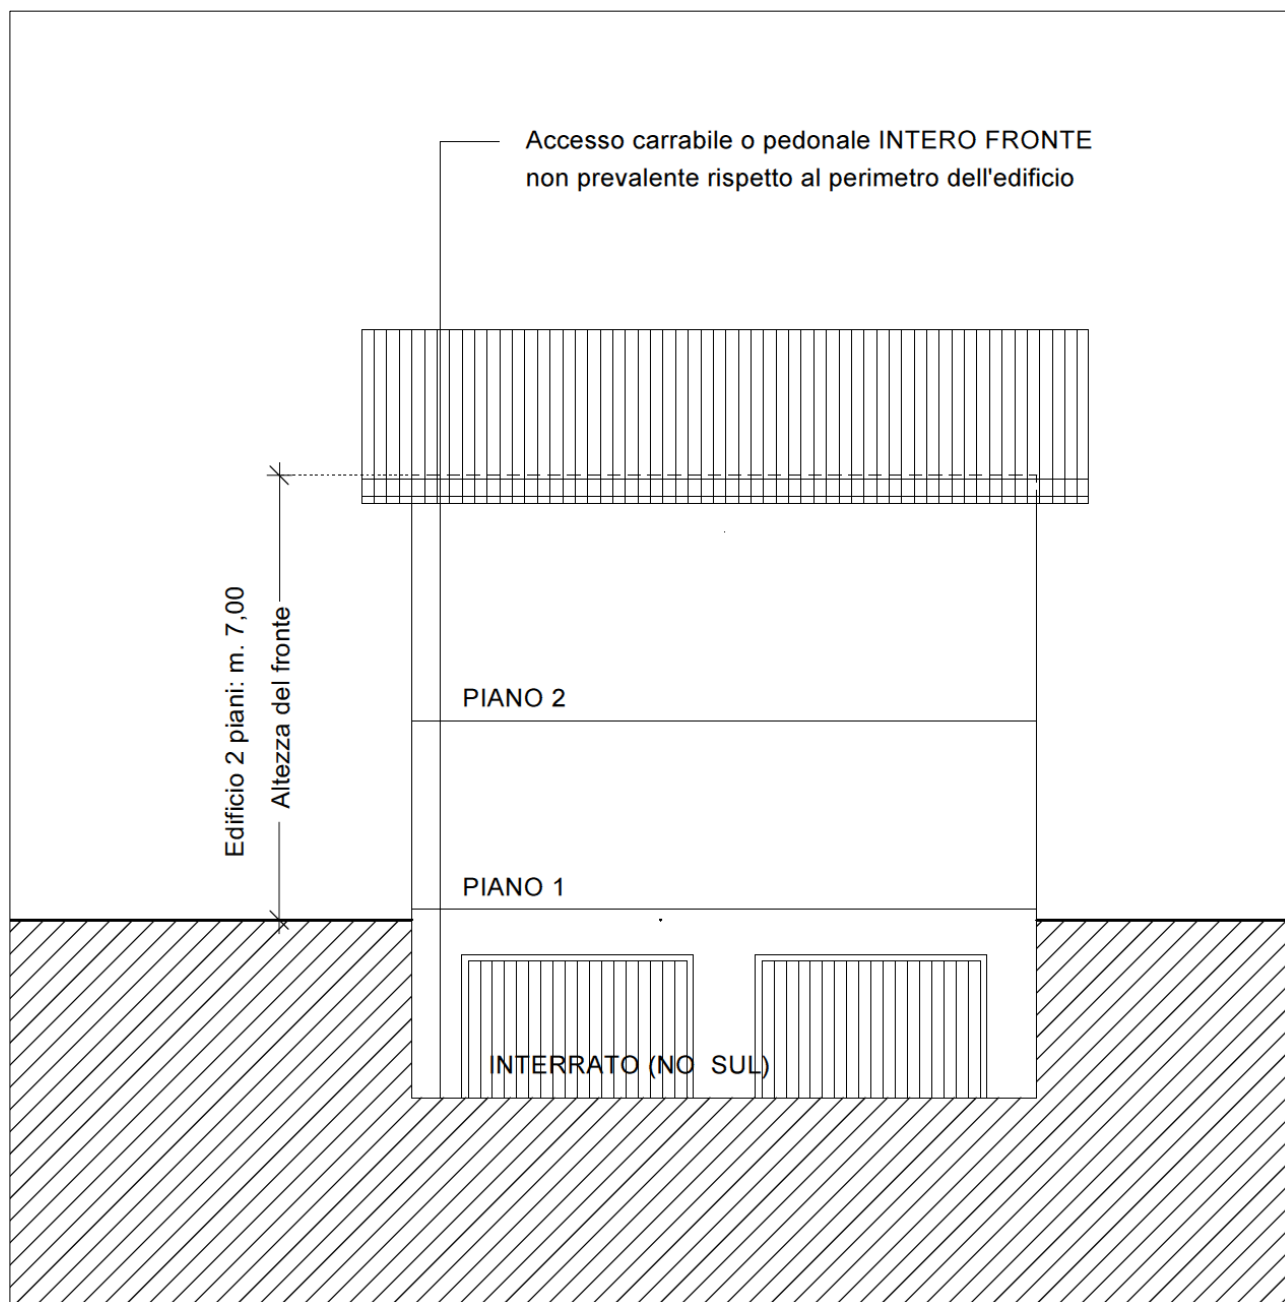 Accesso carrabile o pedonale INTERO FRONTE
non prevalente rispetto al perimetro dell'edificio
Edificio 2 piani: m. 7,00
Altezza del fronte
PIANO 2
PIANO 1
INTERRATO (NO SUL)